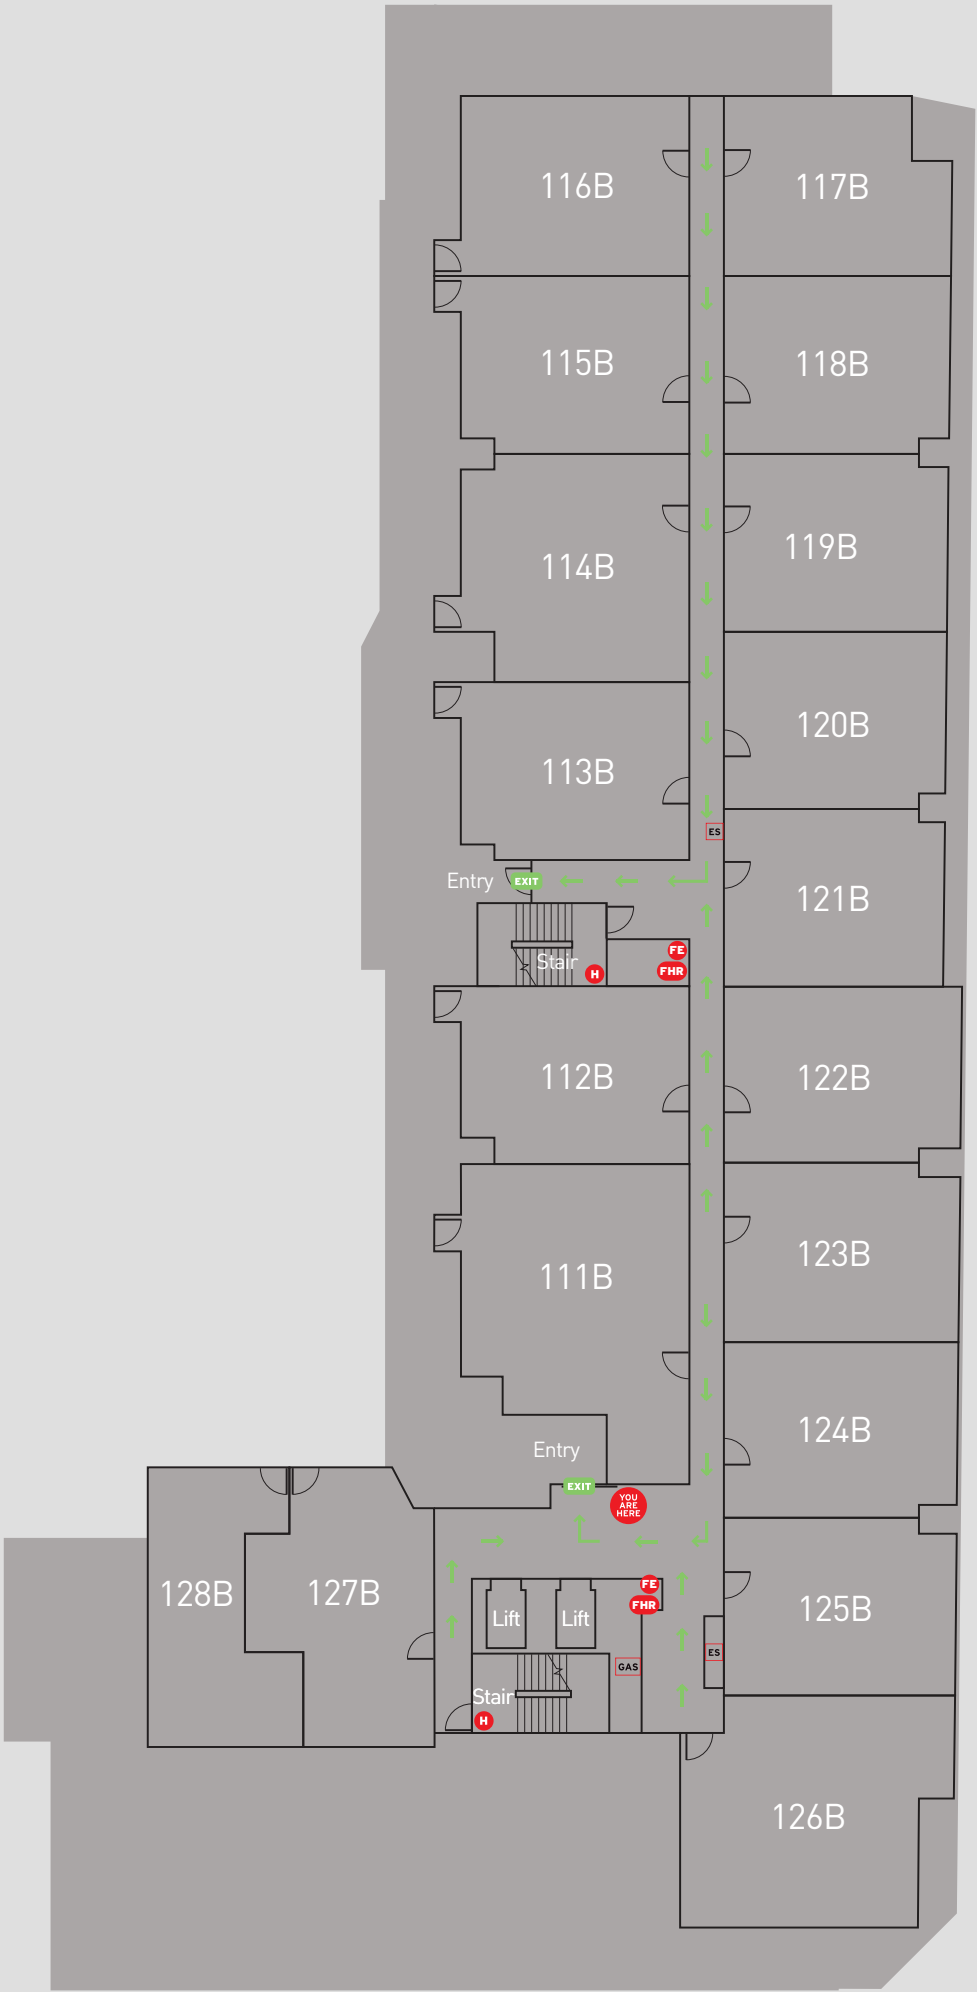 116B
117B
115B
118B
114B
119B
113B
120B
ES
Entry
EXIT
121B
FE
Stair
H
FHR
112B
122B
111B
123B
124B
Entry
EXIT
YOU
ARE
HERE
128B
127B
FE
FHR
Lift
Lift
125B
ES
GAS
Stair
H
126B